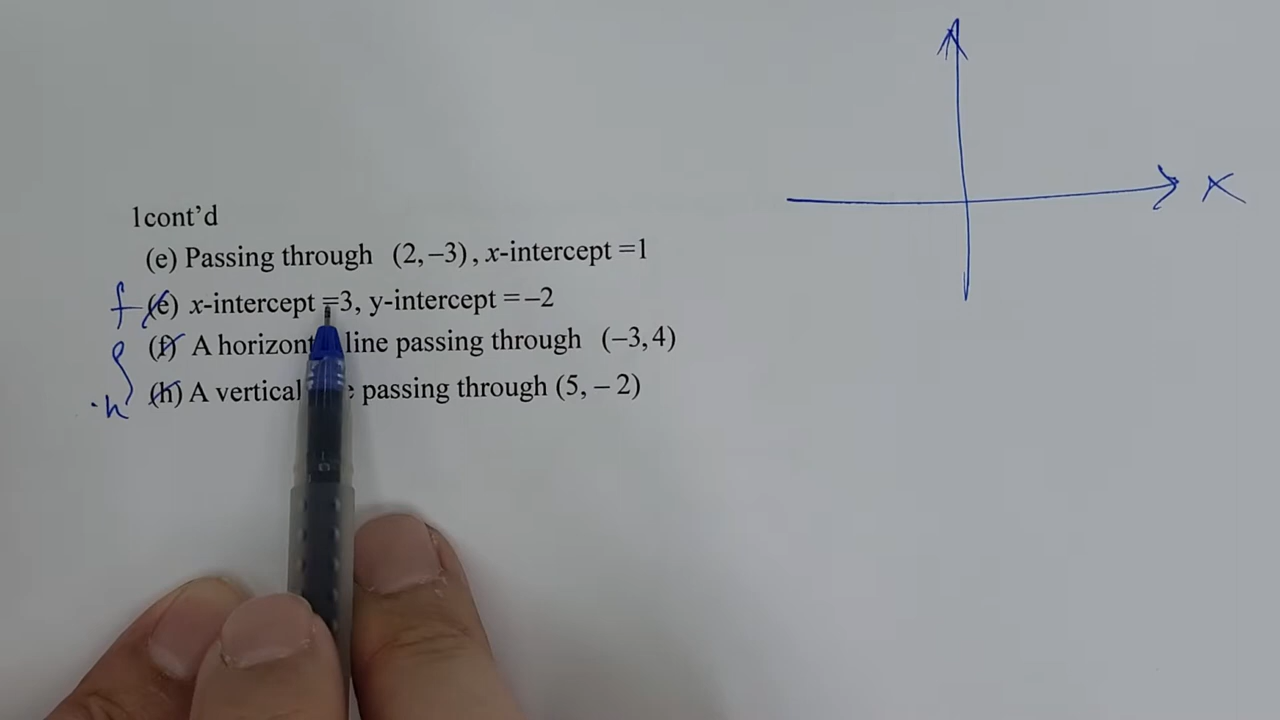 1cont’d
(e) Passing through (2,−3), x-intercept =1
f (e) x-intercept =3, y-intercept =−2
g (f) A horizont line passing through (−3,4)
h (h) A vertical passing through (5, −2)
x